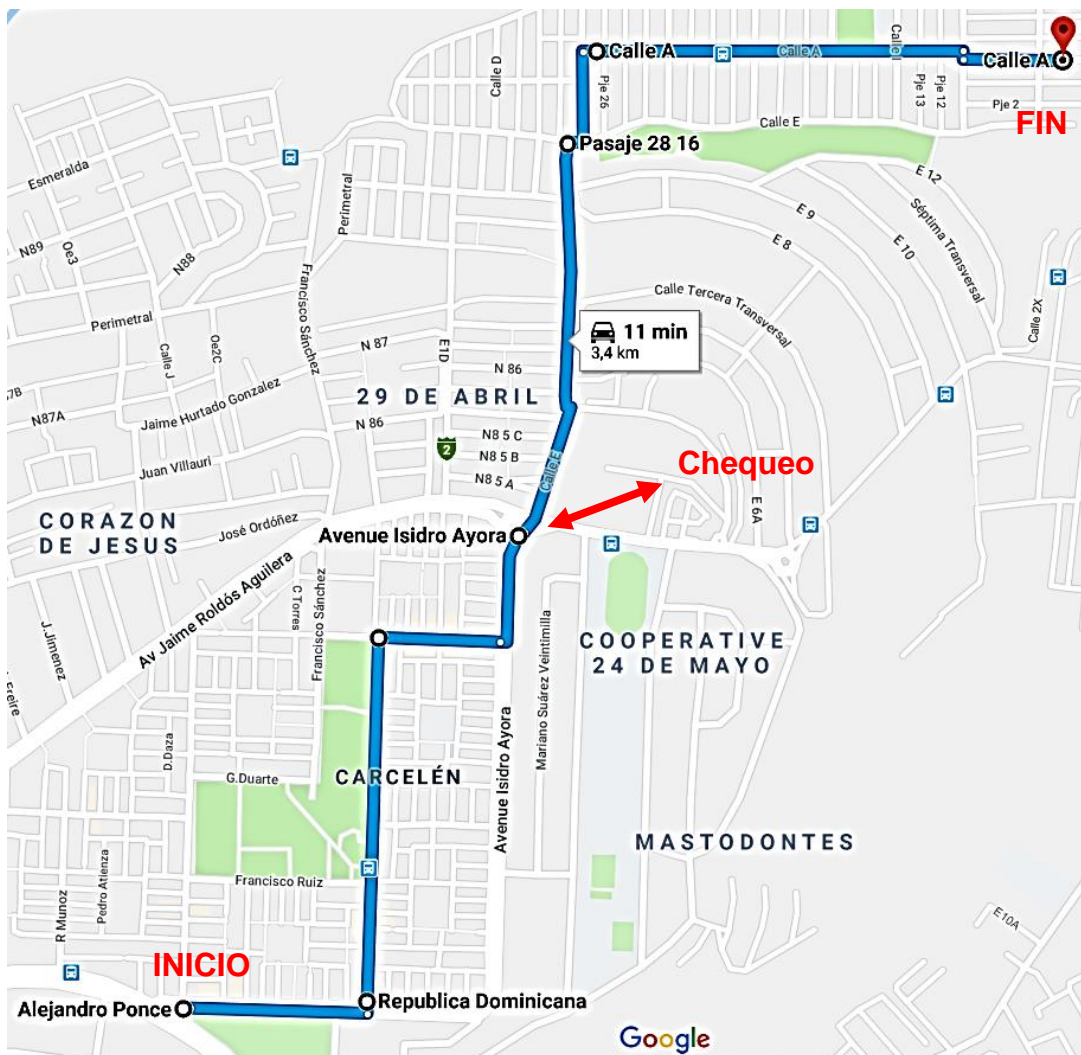 Calle A
Calle A
Calle I
Calle A
Calle D
Pje 26
Pje 13
Pje 12
Pje 2
FIN
Calle E
Pasaje 28 16
Esmeralda
Perimetral
E 12
Séptima Transversal
E 9
E 8
E 10
N89
Oe3
N88
Francisco Sánchez
Calle Tercera Transversal
Calle 2X
Perimetral
Calle J
Oe2C
N 87
E1D
11 min
3,4 km
N 86
29 DE ABRIL
7B
N87A
Jaime Hurtado Gonzalez
N 86
N8 5 C
2
N8 5 B
Juan Villauri
N8 5 A
Calle E
Chequeo
E 6A
CORAZON
DE JESUS
José Ordóñez
Avenue Isidro Ayora
Av Jaime Roldós Aguilera
C Torres
Francisco Sánchez
J.Jimenez
Freire
Mariano Suárez Veintimilla
COOPERATIVE
24 DE MAYO
D.Daza
Avenue Isidro Ayora
G.Duarte
CARCELÉN
MASTODONTES
Pedro Atienza
Francisco Ruiz
R Munoz
E10A
INICIO
Alejandro Ponce
Republica Dominicana
Google